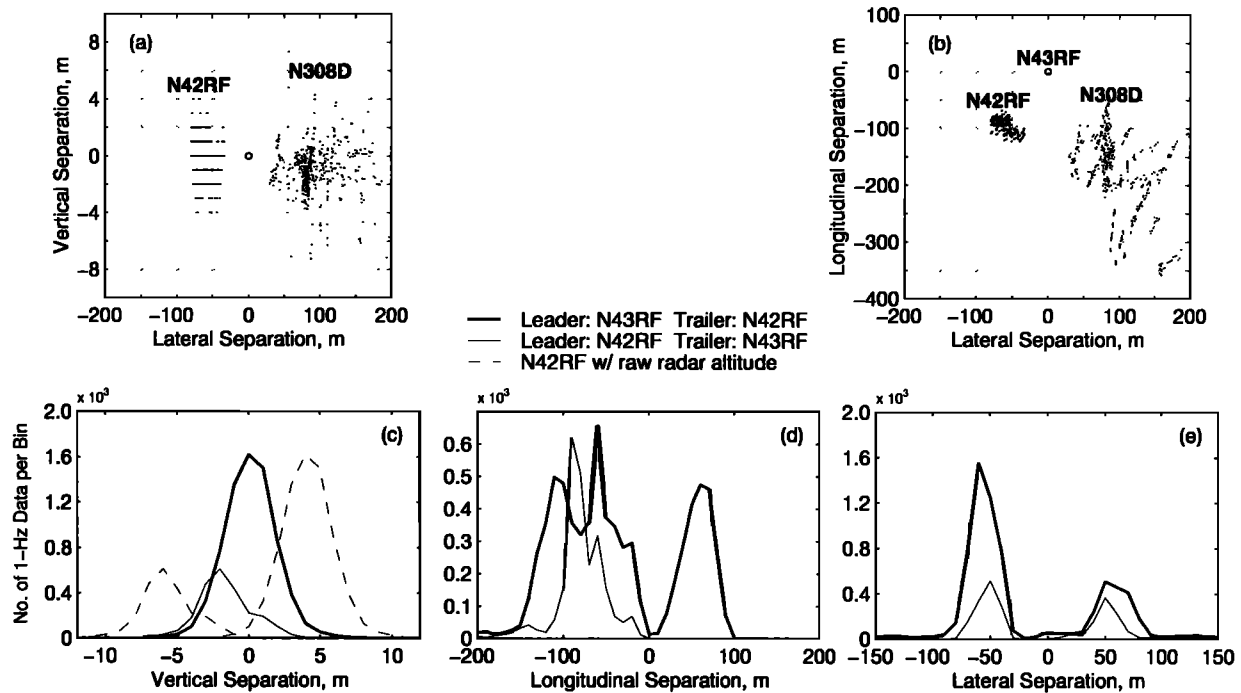 (a)
N42RF
N308D
Vertical Separation, m
8
4
0
−4
−8
−200
−100
0
100
200
Lateral Separation, m
(b)
N43RF
N42RF
N308D
Longitudinal Separation, m
100
0
−100
−200
−300
−400
−200
−100
0
100
200
Lateral Separation, m
Leader: N43RF Trailer: N42RF
Leader: N42RF Trailer: N43RF
N42RF w/ raw radar altitude
x 10³
(c)
No. of 1−Hz Data per Bin
2.0
1.6
1.2
0.8
0.4
0
−10
−5
0
5
10
Vertical Separation, m
x 10³
(d)
0.6
0.5
0.4
0.3
0.2
0.1
0
−200
−100
0
100
200
Longitudinal Separation, m
x 10³
(e)
2.0
1.6
1.2
0.8
0.4
0
−150
−100
−50
0
50
100
150
Lateral Separation, m